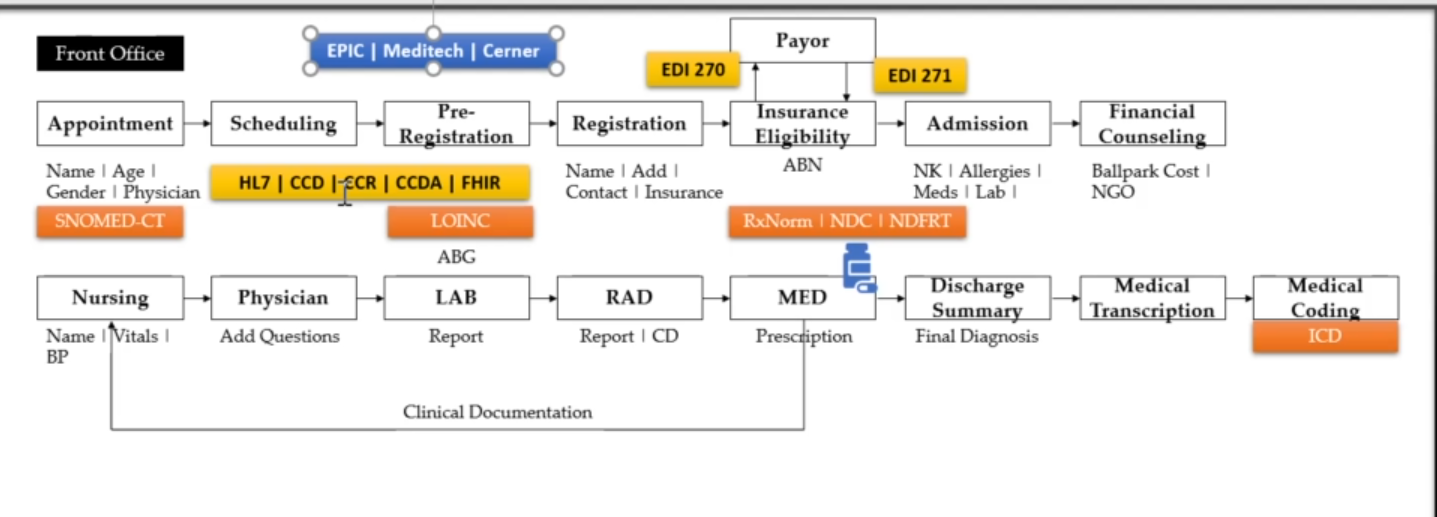 Front Office
EPIC | Meditech | Cerner
Payor
EDI 270
EDI 271
Appointment
Scheduling
Pre-
Registration
Registration
Insurance
Eligibility
Admission
Financial
Counseling
Name | Age |
Gender | Physician
HL7 | CCD | CCR | CCDA | FHIR
Name | Add |
Contact | Insurance
ABN
NK | Allergies |
Meds | Lab |
Ballpark Cost |
NGO
SNOMED-CT
LOINC
RxNorm | NDC | NDFRT
ABG
Nursing
Physician
LAB
RAD
MED
Discharge
Summary
Medical
Transcription
Medical
Coding
Name | Vitals |
BP
Add Questions
Report
Report | CD
Prescription
Final Diagnosis
ICD
Clinical Documentation